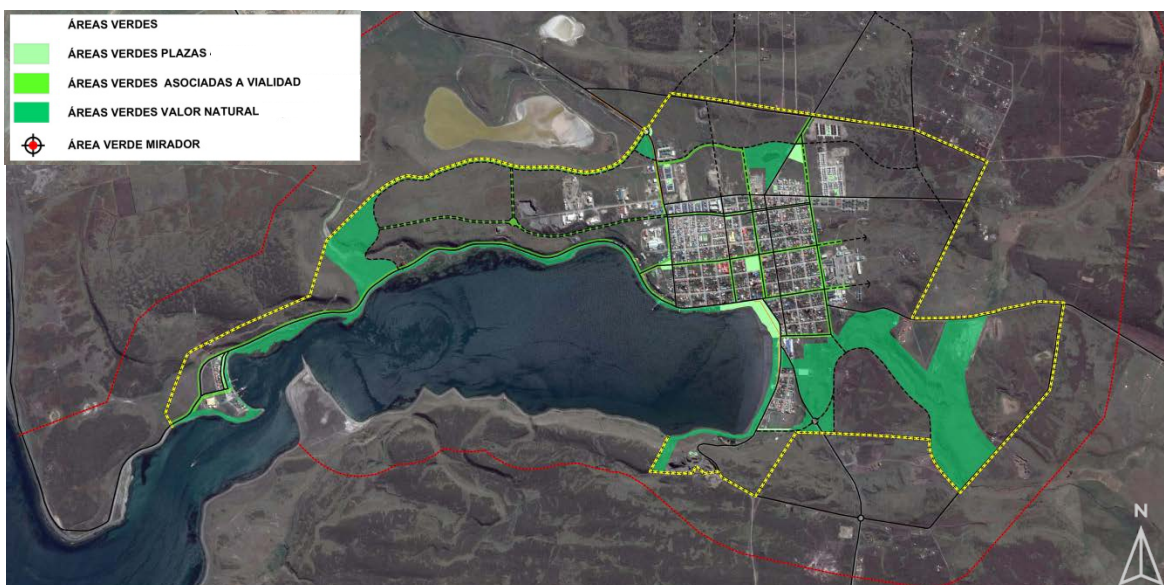 ÁREAS VERDES
ÁREAS VERDES PLAZAS .
ÁREAS VERDES ASOCIADAS A VIALIDAD
ÁREAS VERDES VALOR NATURAL
ÁREA VERDE MIRADOR
N